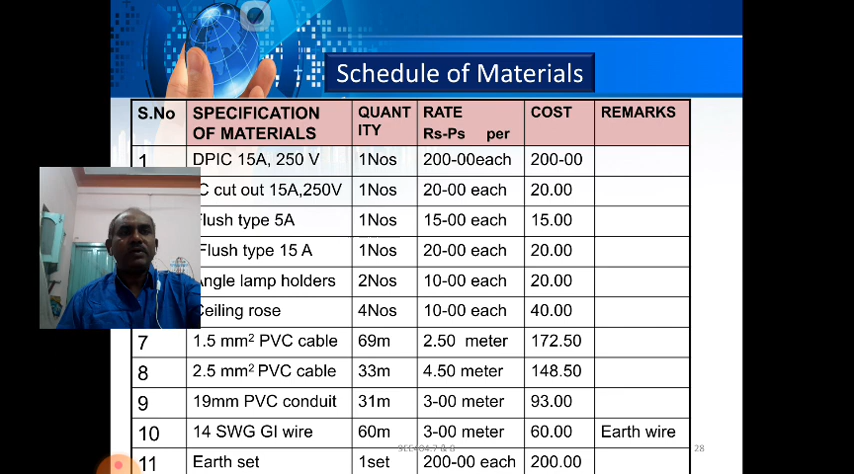 Schedule of Materials
S.No SPECIFICATION OF MATERIALS QUANT ITY RATE Rs-Ps per COST REMARKS
1 DPIC 15A, 250 V 1Nos 200-00each 200-00
C cut out 15A,250V 1Nos 20-00 each 20.00
Flush type 5A 1Nos 15-00 each 15.00
Flush type 15 A 1Nos 20-00 each 20.00
Angle lamp holders 2Nos 10-00 each 20.00
Ceiling rose 4Nos 10-00 each 40.00
7 1.5 mm² PVC cable 69m 2.50 meter 172.50
8 2.5 mm² PVC cable 33m 4.50 meter 148.50
9 19mm PVC conduit 31m 3-00 meter 93.00
10 14 SWG GI wire 60m 3-00 meter 60.00 Earth wire
28
11 Earth set 1set 200-00 each 200.00